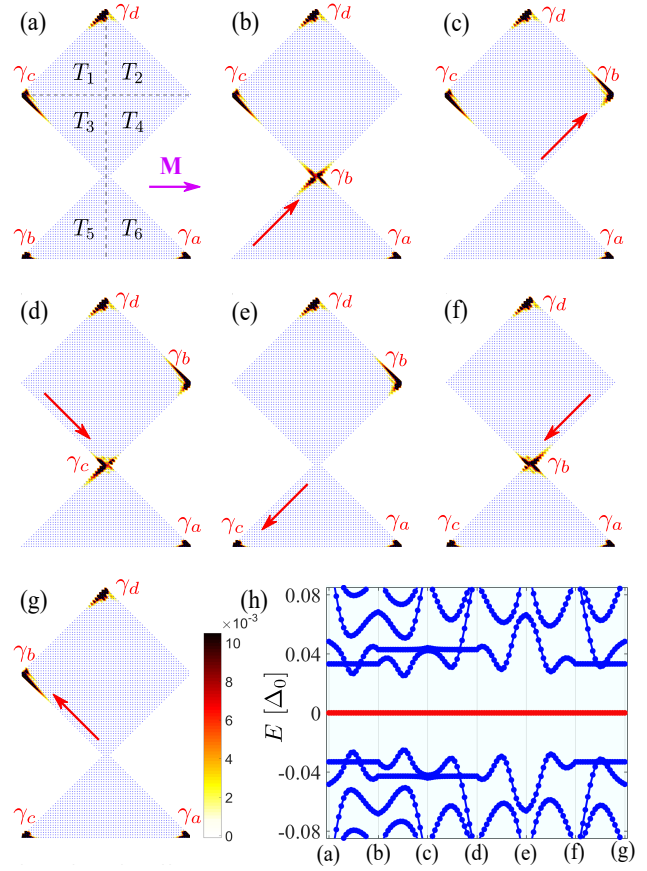 (a) γd (b) γd (c) γd
γc T1 T2 γc γc γb
T3 T4
M γb
T5 T6
γb γa γa γa
(d) γd (e) γd (f) γd
γb γb
γc γb
γa γc γa γc γa
(g) γd (h)
γb ×10⁻³
10
8
6
4
2
0
γc γa
0.08
0.04
0
-0.04
-0.08
E [Δ0]
(a) (b) (c) (d) (e) (f) (g)